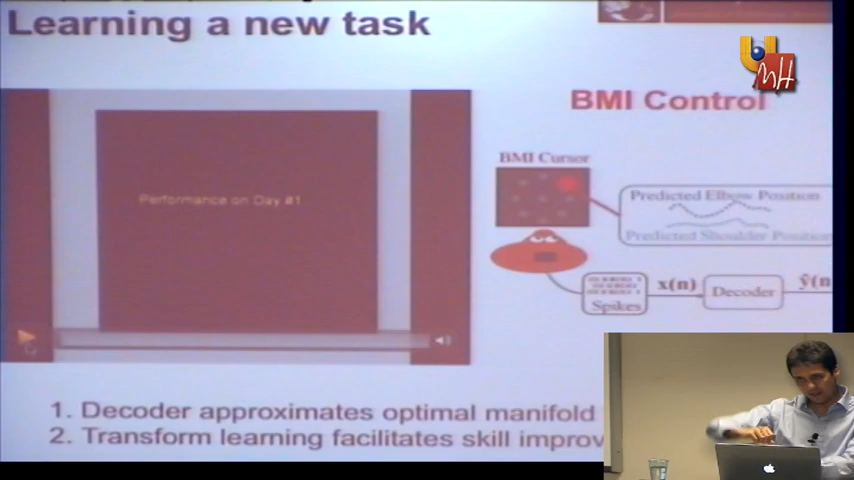 Learning a new task
BMI Control
BMI Cursor
Performance on Day #1
Predicted Elbow Position
Predicted Shoulder Position
Spikes
x(n)
Decoder
ŷ(n
1. Decoder approximates optimal manifold
2. Transform learning facilitates skill improv
UMH